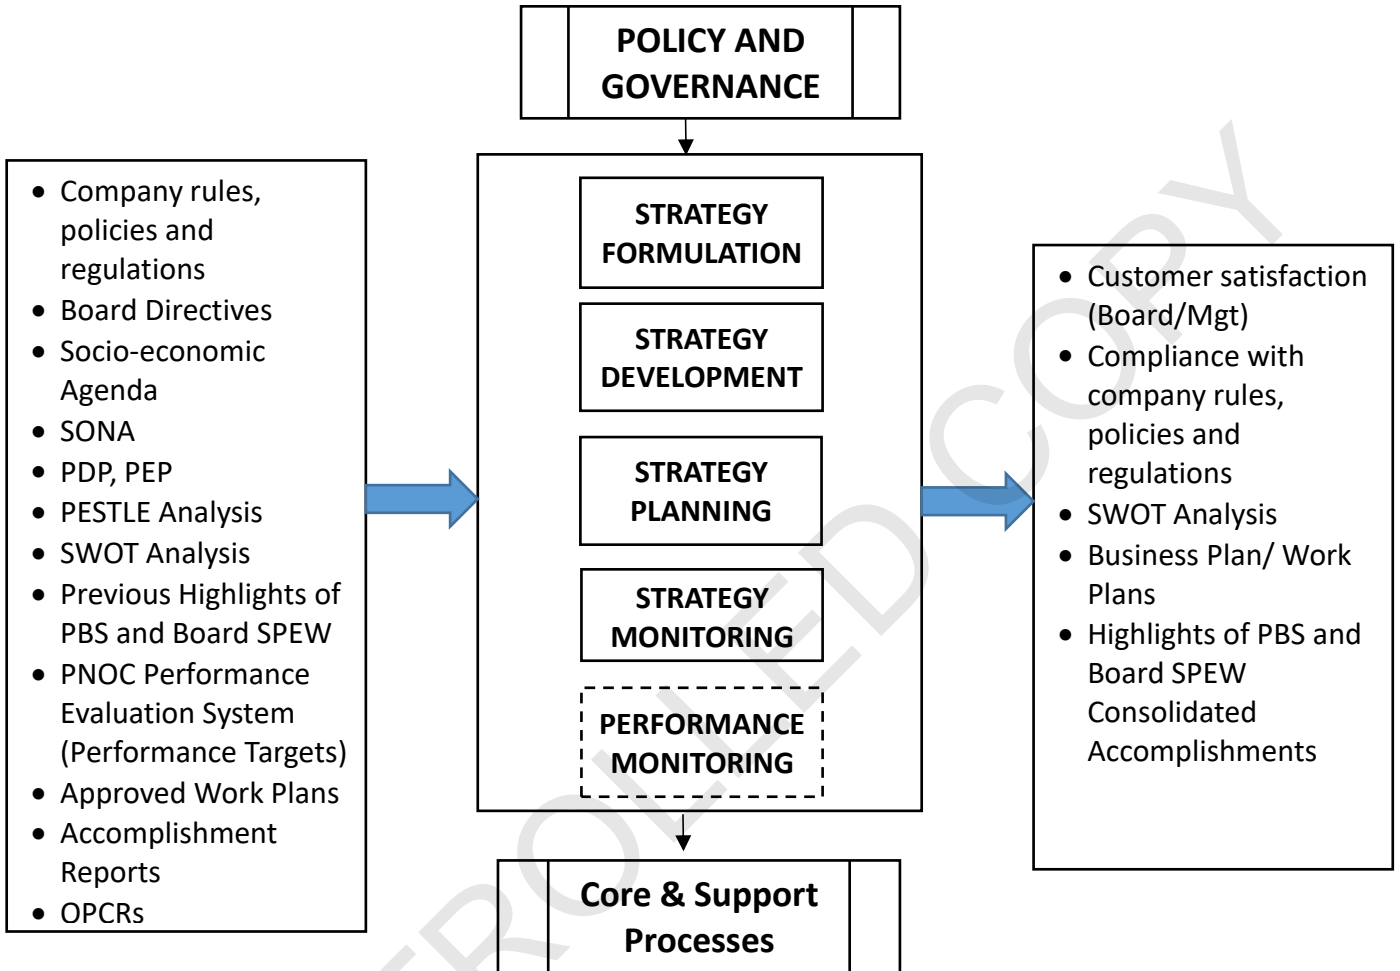 POLICY AND
GOVERNANCE
• Company rules,
policies and
regulations
• Board Directives
• Socio-economic
Agenda
• SONA
• PDP, PEP
• PESTLE Analysis
• SWOT Analysis
• Previous Highlights of
PBS and Board SPEW
• PNOC Performance
Evaluation System
(Performance Targets)
• Approved Work Plans
• Accomplishment
Reports
• OPCRs
STRATEGY
FORMULATION
STRATEGY
DEVELOPMENT
STRATEGY
PLANNING
STRATEGY
MONITORING
PERFORMANCE
MONITORING
• Customer satisfaction
(Board/Mgt)
• Compliance with
company rules,
policies and
regulations
• SWOT Analysis
• Business Plan/ Work
Plans
• Highlights of PBS and
Board SPEW
Consolidated
Accomplishments
Core & Support
Processes
TROLLED COPY